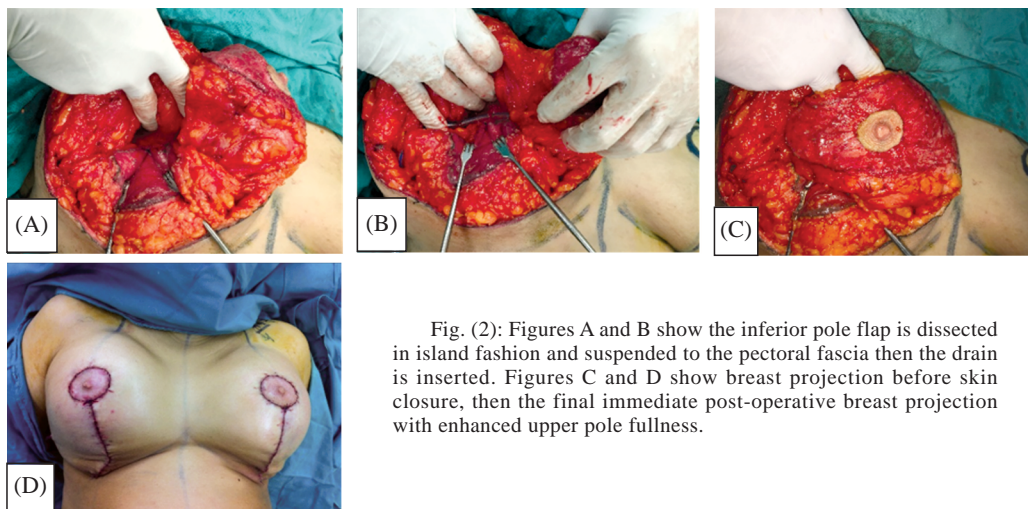 (A)
(B)
(C)
(D)
Fig. (2): Figures A and B show the inferior pole flap is dissected
in island fashion and suspended to the pectoral fascia then the drain
is inserted. Figures C and D show breast projection before skin
closure, then the final immediate post-operative breast projection
with enhanced upper pole fullness.